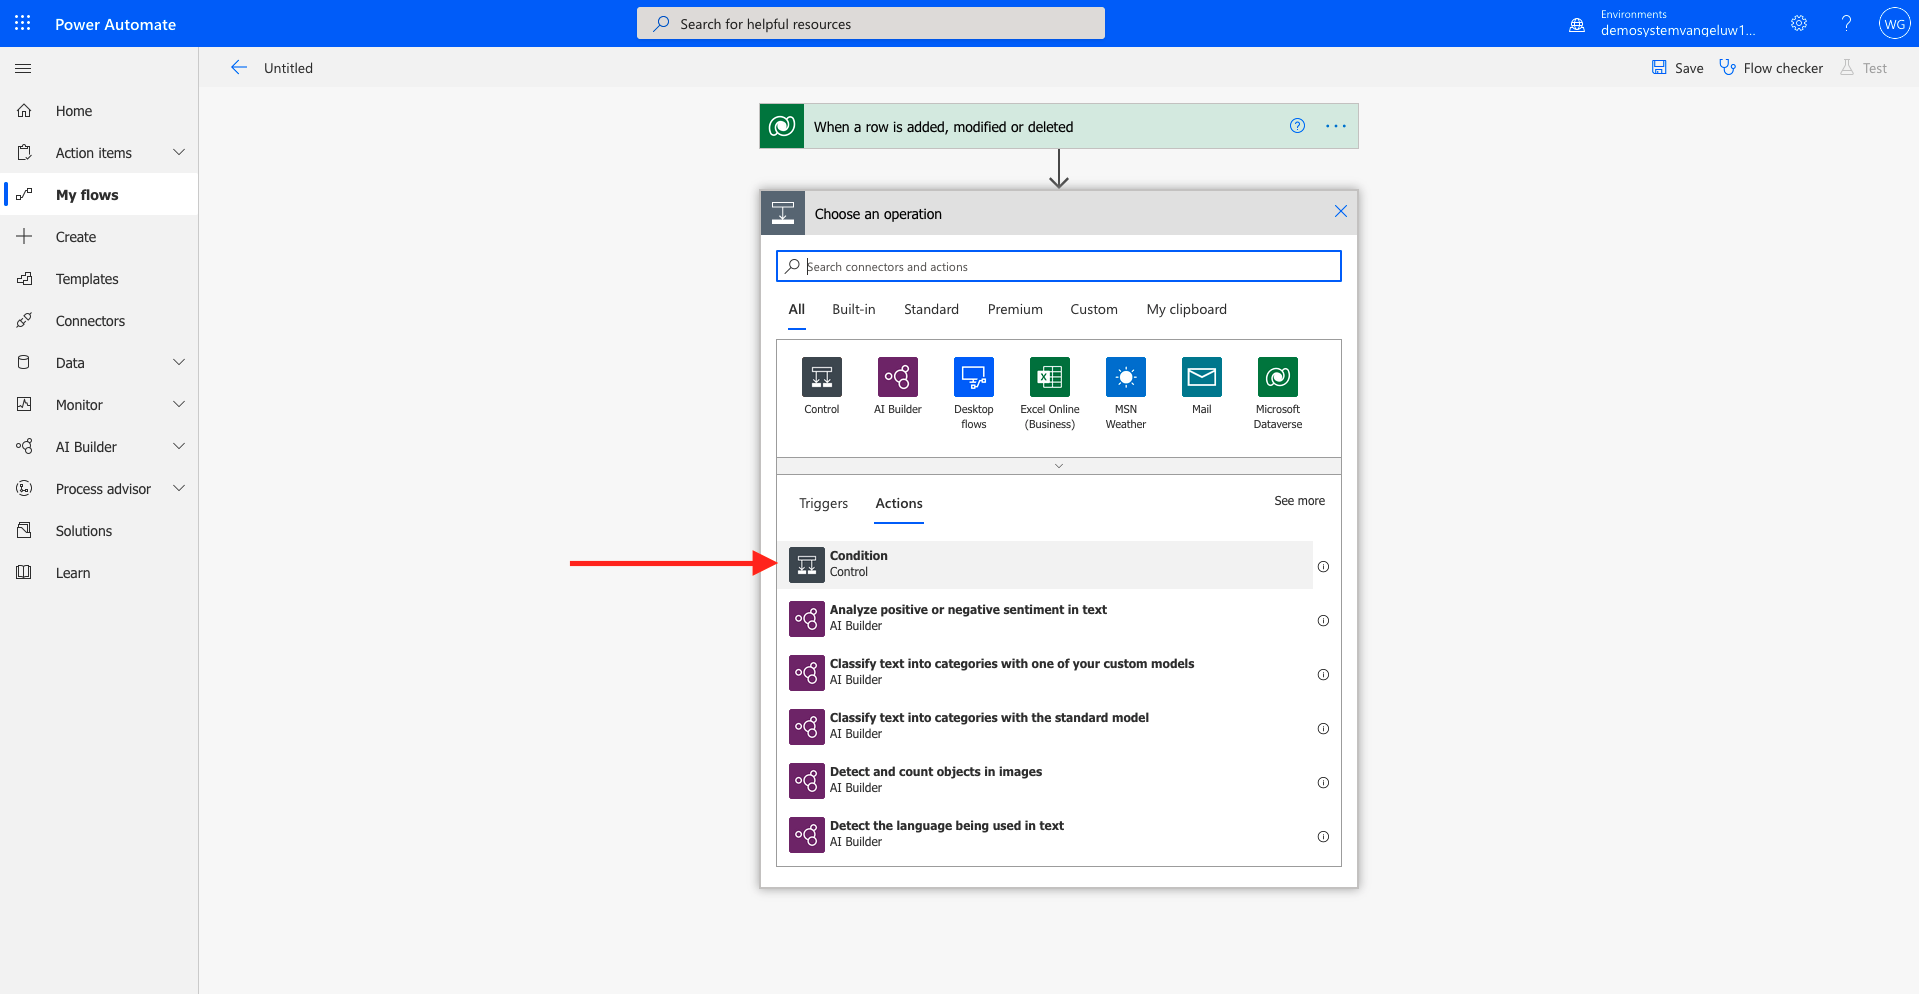 Power Automate
Search for helpful resources
Environments
demosystemvangeluw1...
?
WG
Untitled
Save
Flow checker
Test
Home
Action items
My flows
Create
Templates
Connectors
Data
Monitor
AI Builder
Process advisor
Solutions
Learn
When a row is added, modified or deleted
Choose an operation
Search connectors and actions
All Built-in Standard Premium Custom My clipboard
Control
AI Builder
Desktop
flows
Excel Online
(Business)
MSN
Weather
Mail
Microsoft
Dataverse
Triggers Actions
See more
Condition
Control
Analyze positive or negative sentiment in text
AI Builder
Classify text into categories with one of your custom models
AI Builder
Classify text into categories with the standard model
AI Builder
Detect and count objects in images
AI Builder
Detect the language being used in text
AI Builder